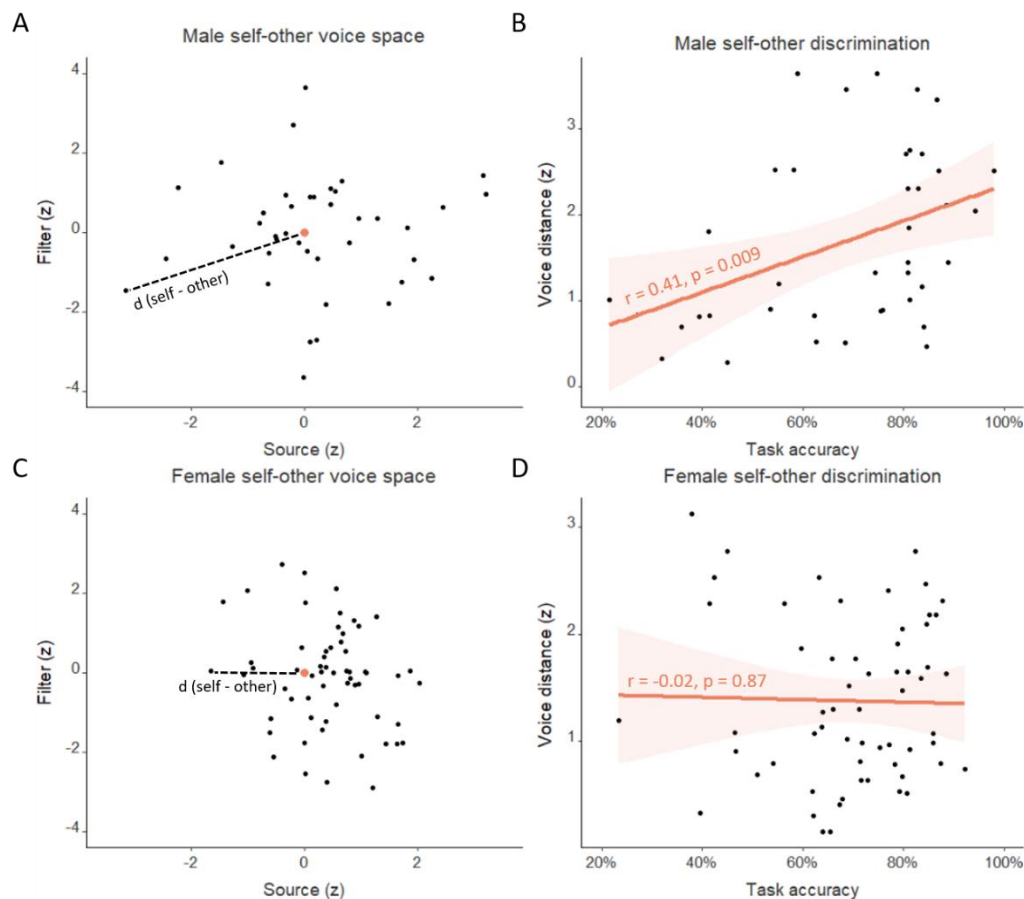 A
Male self-other voice space
Filter (z)
4
2
0
-2
-4
d (self - other)
-2
0
2
Source (z)
B
Male self-other discrimination
Voice distance (z)
3
2
1
0
r = 0.41, p = 0.009
20%
40%
60%
80%
100%
Task accuracy
C
Female self-other voice space
Filter (z)
4
2
0
-2
-4
d (self - other)
-2
0
2
Source (z)
D
Female self-other discrimination
Voice distance (z)
3
2
1
r = -0.02, p = 0.87
20%
40%
60%
80%
100%
Task accuracy